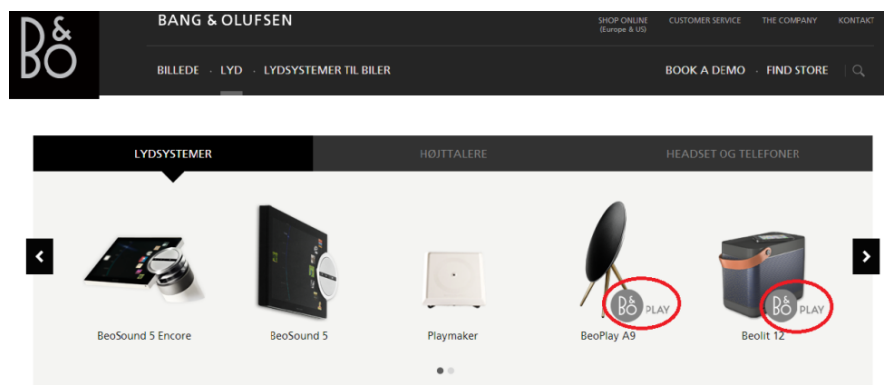 B&O
BANG & OLUFSEN
SHOP ONLINE
(Europe & US)
CUSTOMER SERVICE
THE COMPANY
KONTAKT
BILLEDE · LYD · LYDSYSTEMER TIL BILER
BOOK A DEMO · FIND STORE
LYDSYSTEMER
HØJTTALERE
HEADSET OG TELEFONER
B&O PLAY
B&O PLAY
BeoSound 5 Encore
BeoSound 5
Playmaker
BeoPlay A9
Beolit 12